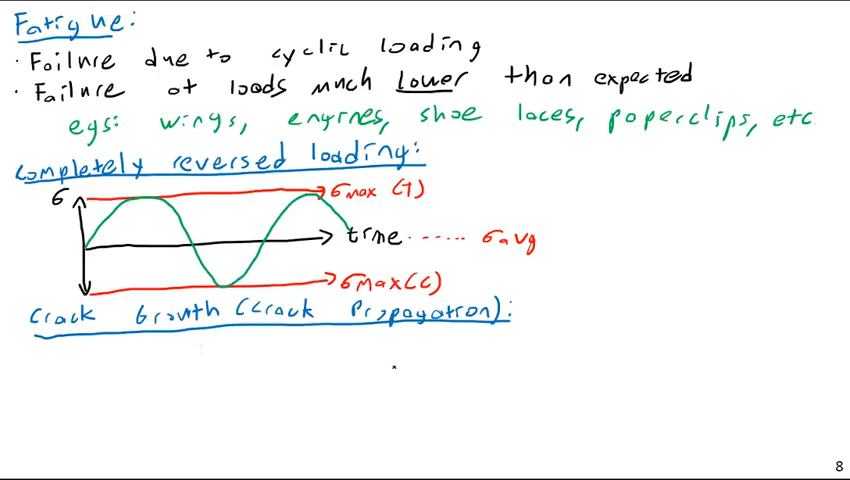 Fatigue:
· Failure due to cyclic loading
· Failure at loads much lower than expected
egs: wings, engines, shoe laces, paperclips, etc
Completely reversed loading:
σ
σmax (T)
time ...... σavg
σmax(C)
Crack Growth (Crack Propagation):
8